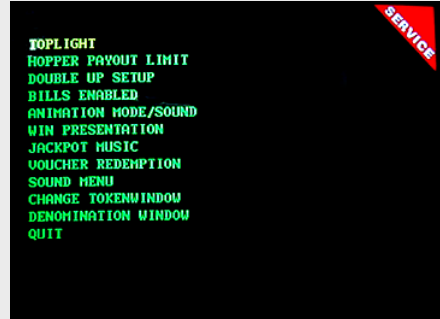 SERVICE
TOPLIGHT
HOPPER PAYOUT LIMIT
DOUBLE UP SETUP
BILLS ENABLED
ANIMATION MODE/SOUND
WIN PRESENTATION
JACKPOT MUSIC
VOUCHER REDEMPTION
SOUND MENU
CHANGE TOKENWINDOW
DENOMINATION WINDOW
QUIT